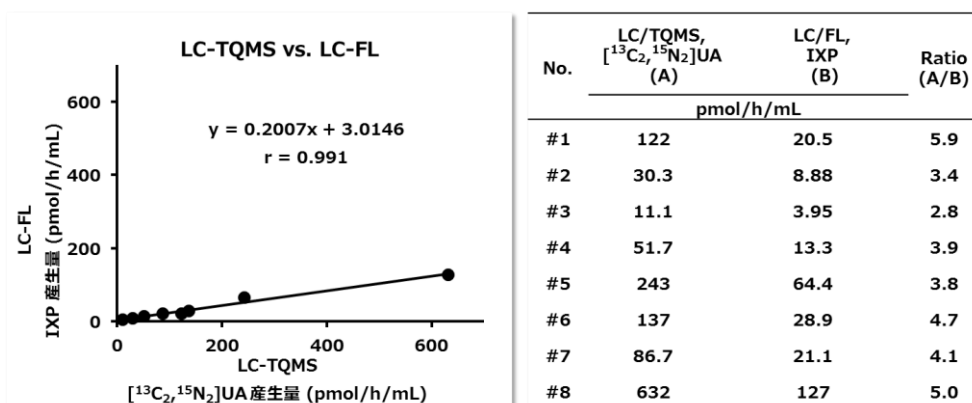 LC-TQMS vs. LC-FL
y = 0.2007x + 3.0146
r = 0.991
600
400
200
0
LC-FL
IXP 産生量 (pmol/h/mL)
0 200 400 600
LC-TQMS
[¹³C₂,¹⁵N₂]UA 産生量 (pmol/h/mL)
No. LC/TQMS, [¹³C₂,¹⁵N₂]UA (A) LC/FL, IXP (B) Ratio (A/B)
pmol/h/mL
#1 122 20.5 5.9
#2 30.3 8.88 3.4
#3 11.1 3.95 2.8
#4 51.7 13.3 3.9
#5 243 64.4 3.8
#6 137 28.9 4.7
#7 86.7 21.1 4.1
#8 632 127 5.0